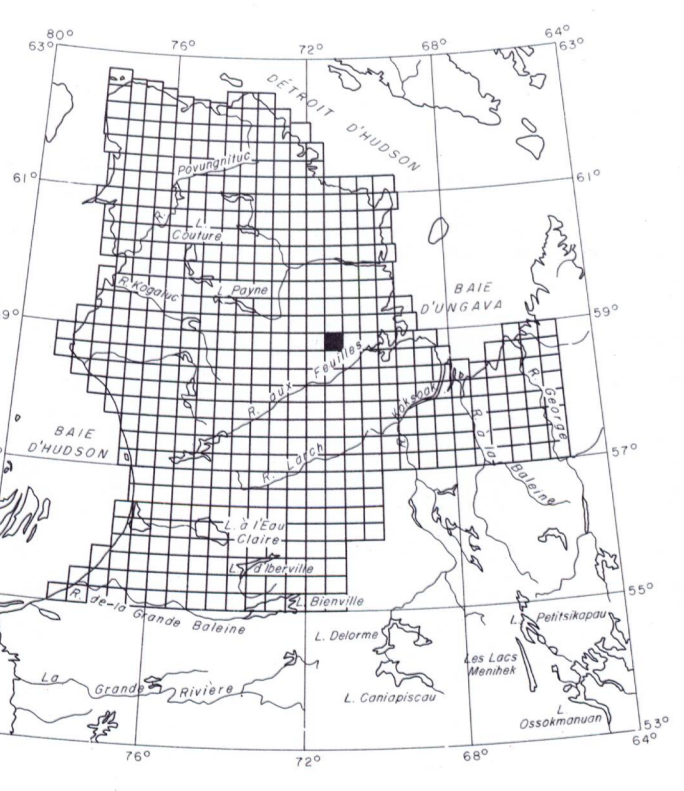 80°
63°
76°
72°
68°
64°
63°
DÉTROIT D'HUDSON
R. Povungnituc
61°
61°
L.
Couture
R. Kogaluc
L. Payne
BAIE
D'UNGAVA
9°
59°
R. aux Feuilles
Koksoak
R.
R. George
R. à la Baleine
BAIE
D'HUDSON
R. Larch
57°
L. à l'Eau
Claire
L. d'Iberville
55°
R. de-la Grande Baleine
L. Bienville
L. Delorme
L. Petitsikapau
Les Lacs
Menihek
La Grande Rivière
L. Caniapiscau
L.
Ossokmanuan
53°
76°
72°
68°
64°